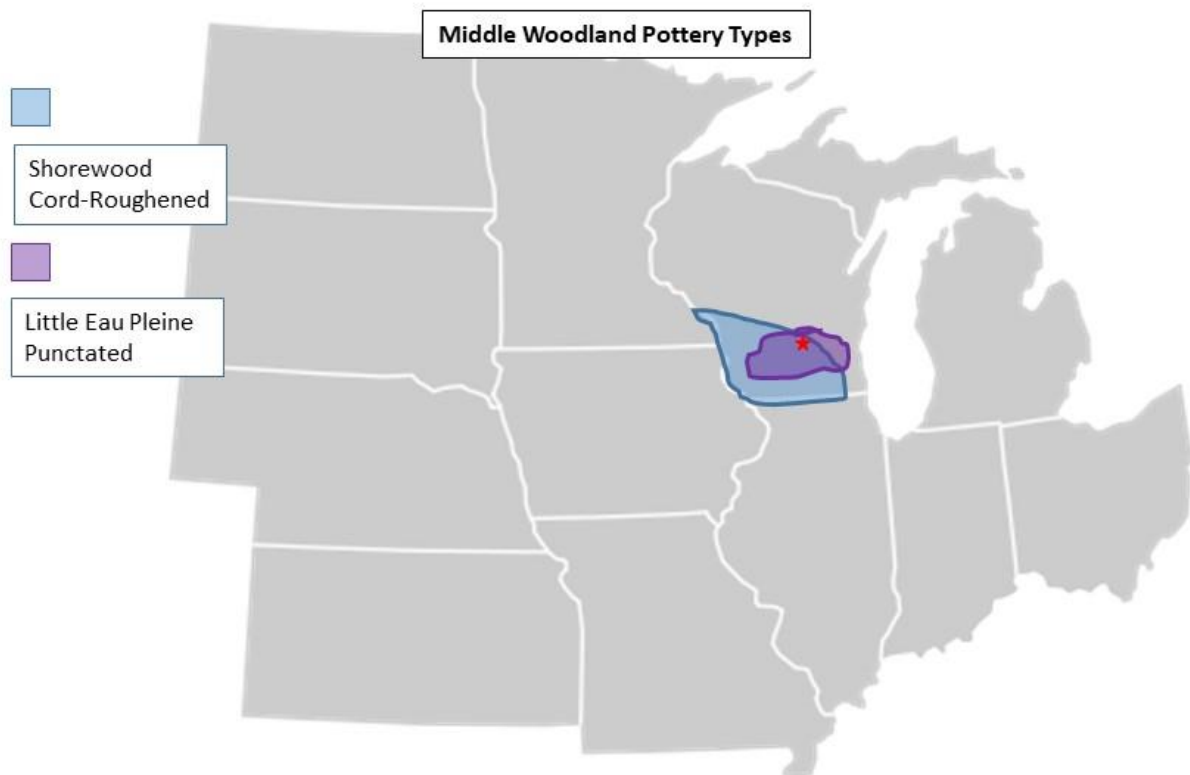 Middle Woodland Pottery Types
Shorewood
Cord-Roughened
Little Eau Pleine
Punctated